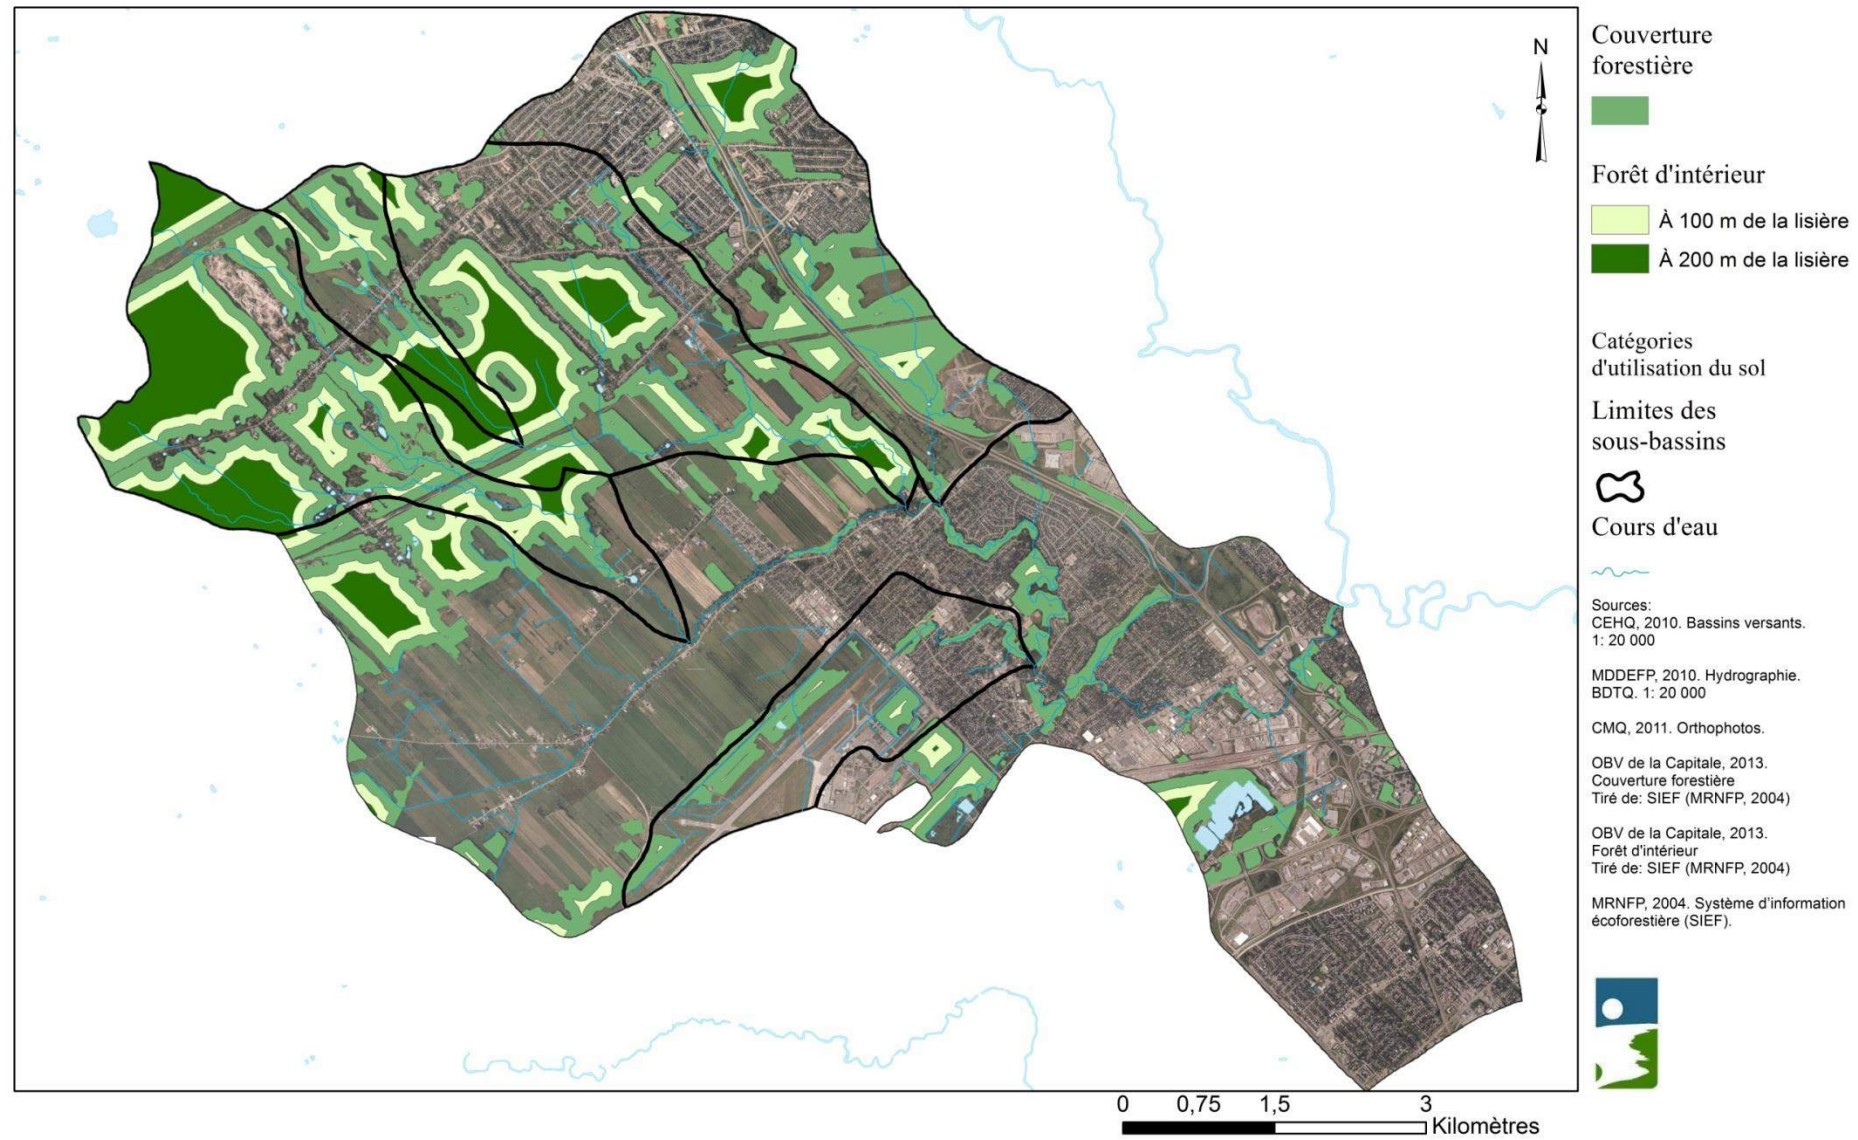 N
Couverture
forestière
Forêt d'intérieur
À 100 m de la lisière
À 200 m de la lisière
Catégories
d'utilisation du sol
Limites des
sous-bassins
Cours d'eau
Sources:
CEHQ, 2010. Bassins versants.
1: 20 000
MDDEFP, 2010. Hydrographie.
BDTQ. 1: 20 000
CMQ, 2011. Orthophotos.
OBV de la Capitale, 2013.
Couverture forestière
Tiré de: SIEF (MRNFP, 2004)
OBV de la Capitale, 2013.
Forêt d'intérieur
Tiré de: SIEF (MRNFP, 2004)
MRNFP, 2004. Système d'information
écoforestière (SIEF).
0 0,75 1,5 3
Kilomètres